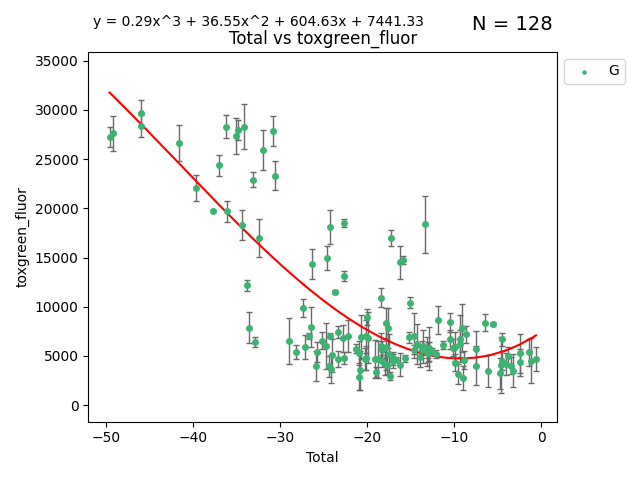 y = 0.29x^3 + 36.55x^2 + 604.63x + 7441.33
N = 128
Total vs toxgreen_fluor
G
35000
30000
25000
20000
15000
10000
5000
0
toxgreen_fluor
−50 −40 −30 −20 −10 0
Total